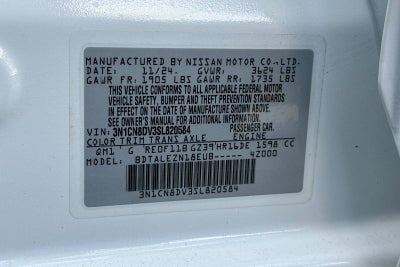 MANUFACTURED BY NISSAN MOTOR CO.,LTD.
DATE: 11/24. GVWR: 3624 LBS
GAWR FR: 1905 LBS GAWR RR: 1735 LBS
THIS VEHICLE CONFORMS TO ALL APPLICABLE
FEDERAL MOTOR VEHICLE
SAFETY, BUMPER AND THEFT PREVENTION STANDARDS
IN EFFECT ON THE DATE OF MANUFACTURE SHOWN ABOVE.
SEE OWNER'S MANUAL FOR ADDITIONAL INFORMATION.
VIN: 3N1CN8DV3SL820584 PASSENGER CAR.
COLOR TRIM TRANS AXLE ENGINE
QM1 G RE0F11B GZ39 HR16DE 1598 CC
MODEL: BDTALEZN18EUB----- 4Z000
3N1CN8DV3SL820584